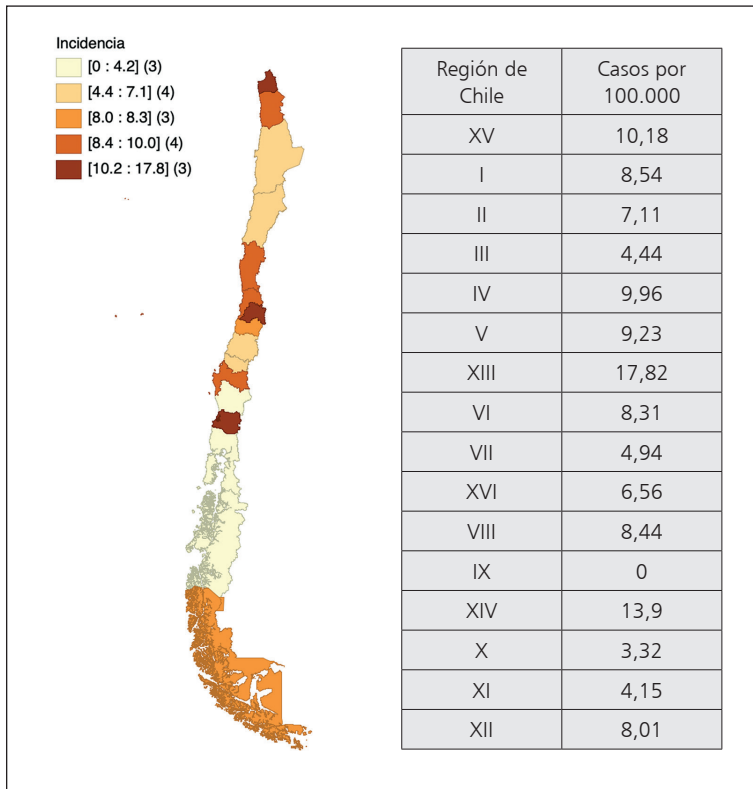 Incidencia
[0 : 4.2] (3)
[4.4 : 7.1] (4)
[8.0 : 8.3] (3)
[8.4 : 10.0] (4)
[10.2 : 17.8] (3)
Región de Chile Casos por 100.000
XV 10,18
I 8,54
II 7,11
III 4,44
IV 9,96
V 9,23
XIII 17,82
VI 8,31
VII 4,94
XVI 6,56
VIII 8,44
IX 0
XIV 13,9
X 3,32
XI 4,15
XII 8,01